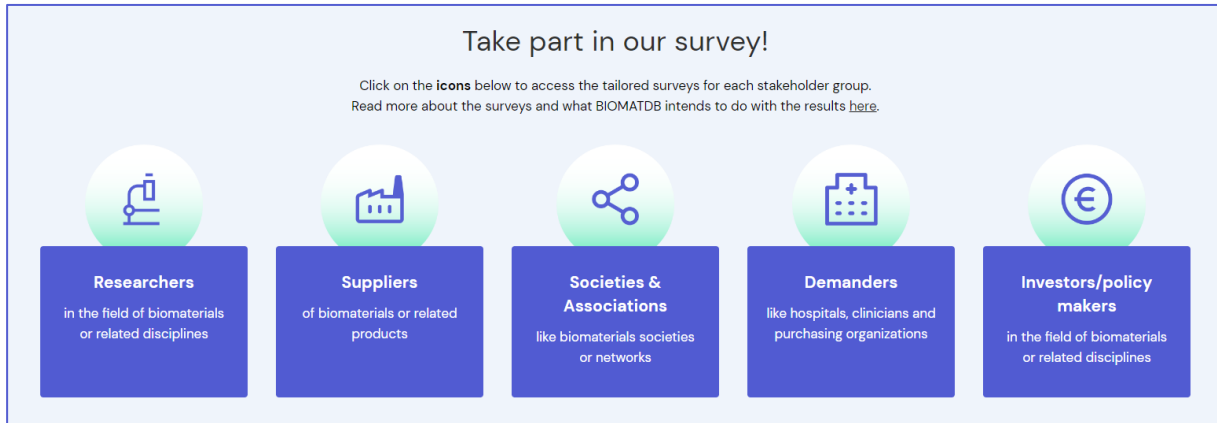 Take part in our survey!
Click on the icons below to access the tailored surveys for each stakeholder group.
Read more about the surveys and what BIOMATDB intends to do with the results here.
Researchers
in the field of biomaterials
or related disciplines
Suppliers
of biomaterials or related
products
Societies &
Associations
like biomaterials societies
or networks
Demanders
like hospitals, clinicians and
purchasing organizations
Investors/policy
makers
in the field of biomaterials
or related disciplines